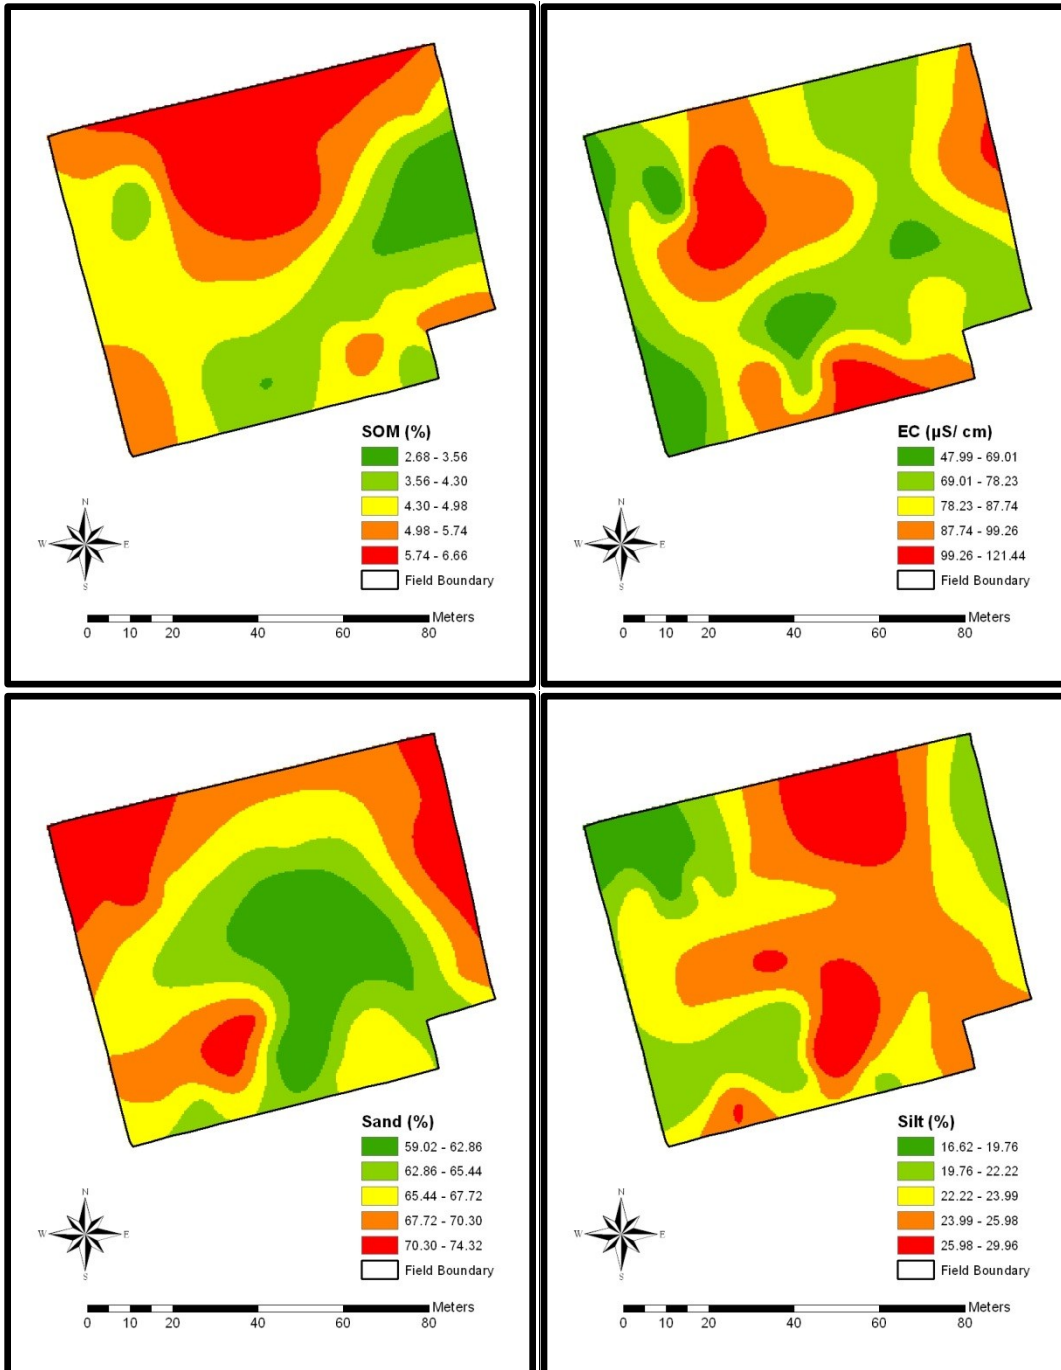 SOM (%)
2.68 - 3.56
3.56 - 4.30
4.30 - 4.98
4.98 - 5.74
5.74 - 6.66
Field Boundary
N
W E
S
Meters
0 10 20 40 60 80
EC (µS/ cm)
47.99 - 69.01
69.01 - 78.23
78.23 - 87.74
87.74 - 99.26
99.26 - 121.44
Field Boundary
N
W E
S
Meters
0 10 20 40 60 80
Sand (%)
59.02 - 62.86
62.86 - 65.44
65.44 - 67.72
67.72 - 70.30
70.30 - 74.32
Field Boundary
N
W E
S
Meters
0 10 20 40 60 80
Silt (%)
16.62 - 19.76
19.76 - 22.22
22.22 - 23.99
23.99 - 25.98
25.98 - 29.96
Field Boundary
N
W E
S
Meters
0 10 20 40 60 80